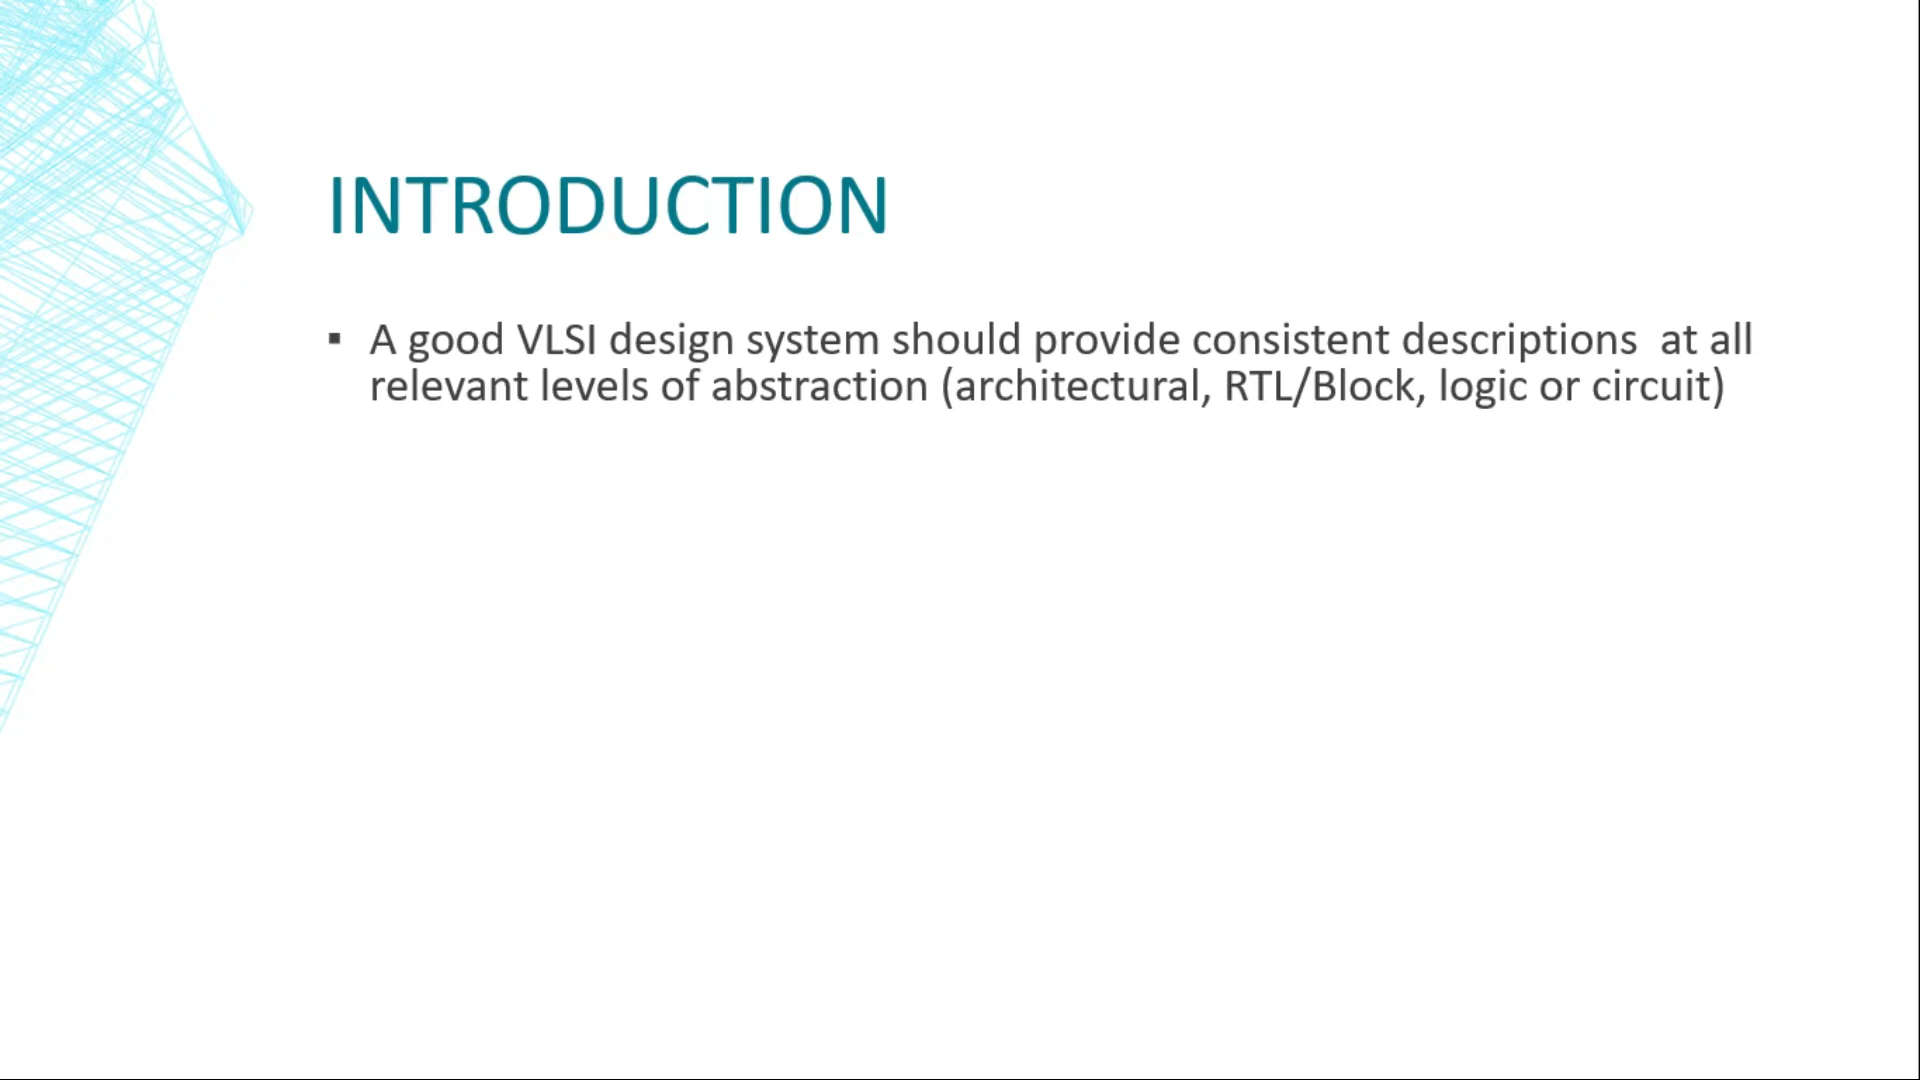 INTRODUCTION
▪ A good VLSI design system should provide consistent descriptions  at all
relevant levels of abstraction (architectural, RTL/Block, logic or circuit)